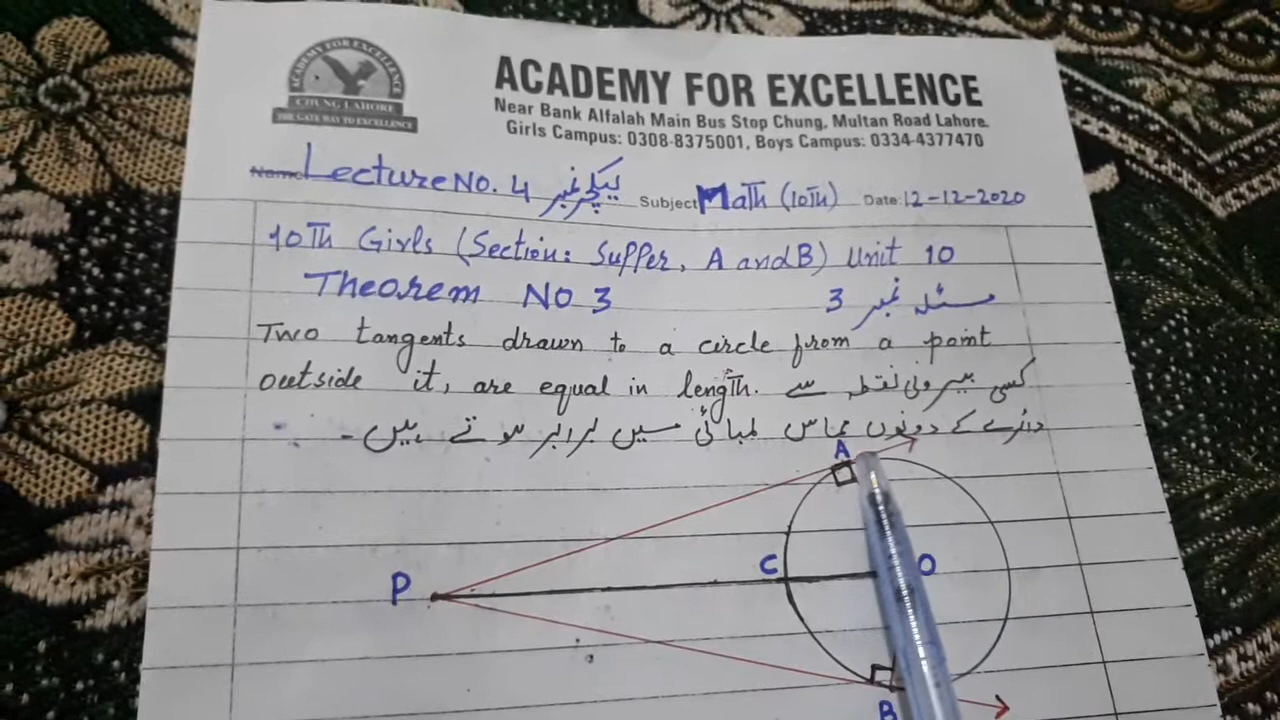 ACADEMY FOR EXCELLENCE
CHUNG LAHORE
THE GATE WAY TO EXCELLENCE
ACADEMY FOR EXCELLENCE
Near Bank Alfalah Main Bus Stop Chung, Multan Road Lahore.
Girls Campus: 0308-8375001, Boys Campus: 0334-4377470
Name Lecture No. 4 لیکچر نمبر Subject Math (10Th) Date: 12-12-2020
10Th Girls (Section: Supper, A and B) Unit 10
Theorem No 3 مسئلہ نمبر 3
Two tangents drawn to a circle from a point
outside it, are equal in length. کسی بیرونی نقطہ سے
دائرے کے دونوں مماس لمبائی میں برابر ہوتے ہیں۔
A
C
O
P
B